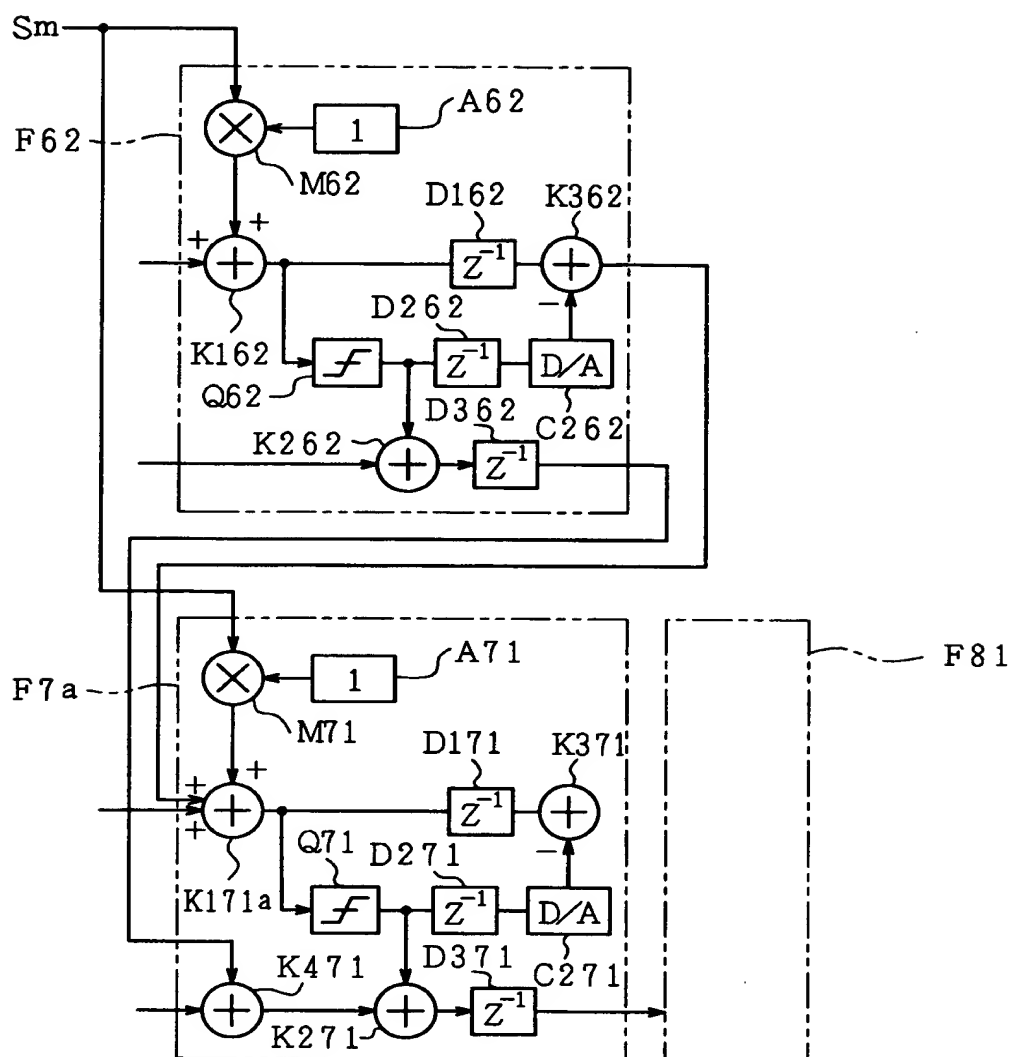 Sm
A62
F62
×
1
M62
D162
K362
+
+
+
Z⁻¹
+
−
D262
K162
Z⁻¹
D/A
Q62
D362
C262
K262
+
Z⁻¹
A71
F81
F7a
×
1
M71
D171
K371
+
+
+
+
Z⁻¹
+
−
Q71
D271
K171a
Z⁻¹
D/A
D371
C271
K471
+
+
Z⁻¹
K271